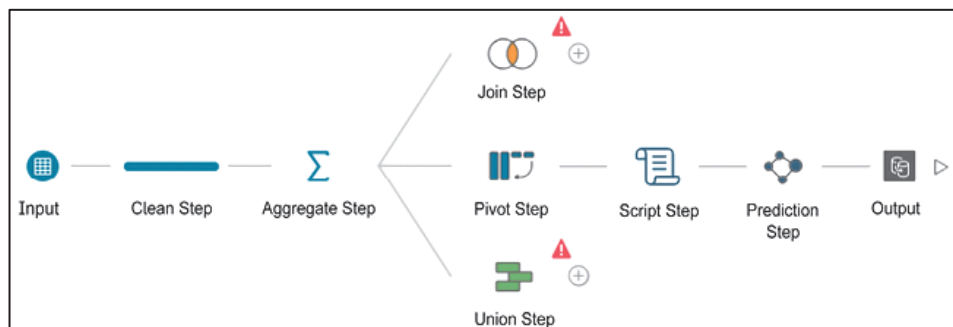 Join Step
Input
Clean Step
Aggregate Step
Pivot Step
Script Step
Prediction
Step
Output
Union Step